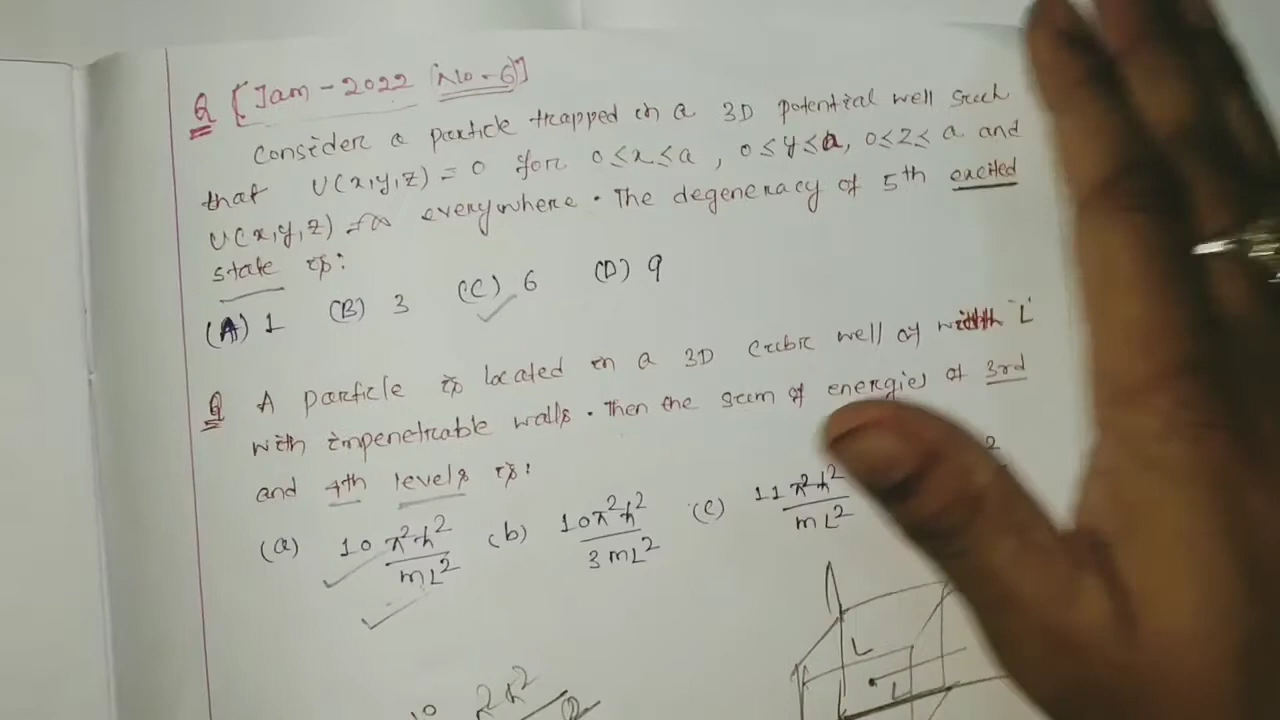 Q [Jam - 2022 [No - 6]]
Consider a particle trapped in a 3D potential well such
that U(x,y,z) = 0 for 0≤x≤a, 0≤y≤a, 0≤z≤a and
U(x,y,z) = ∞ everywhere. The degeneracy of 5th excited
state is:
(A) 1 (B) 3 (C) 6 (D) 9
Q A particle is located in a 3D cubic well of width 'L'
with impenetrable walls. Then the sum of energies of 3rd
and 4th levels is:
(a) 10 π²ħ²/mL² (b) 10π²ħ²/3mL² (c) 11π²ħ²/mL² 2
L
L